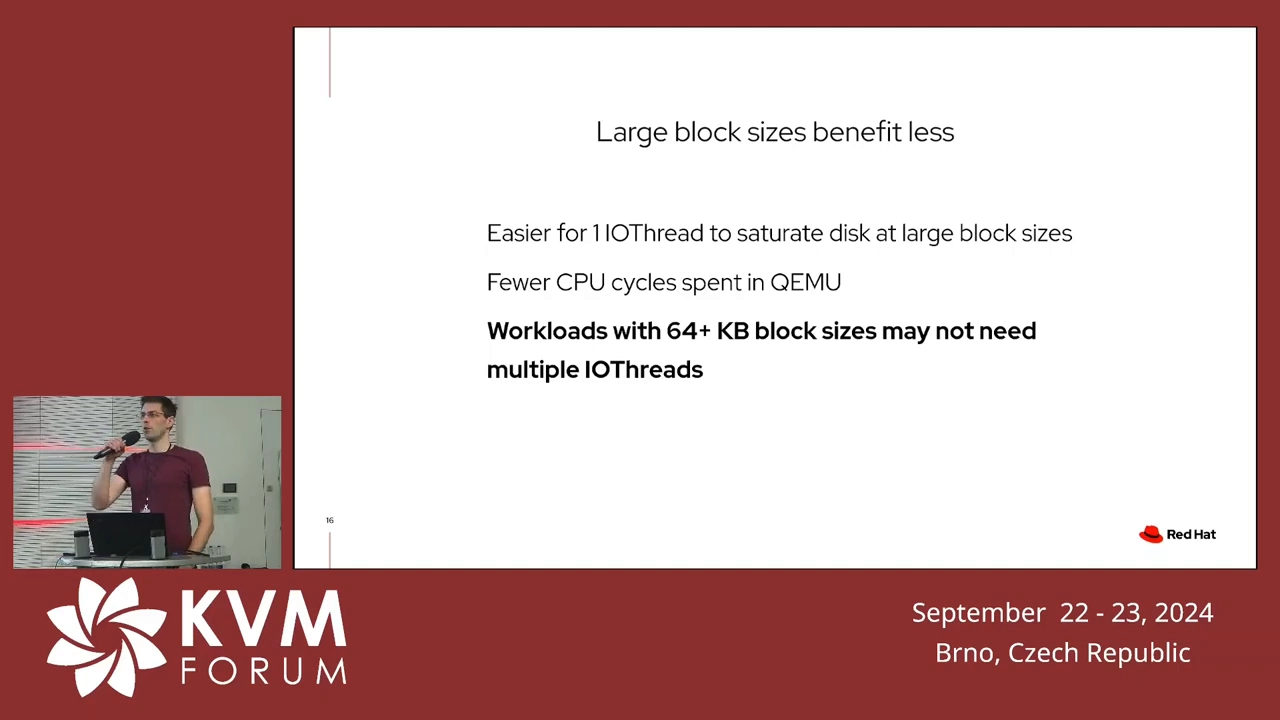 Large block sizes benefit less
Easier for 1 IOThread to saturate disk at large block sizes
Fewer CPU cycles spent in QEMU
Workloads with 64+ KB block sizes may not need
multiple IOThreads
16
Red Hat
KVM
FORUM
September 22 - 23, 2024
Brno, Czech Republic